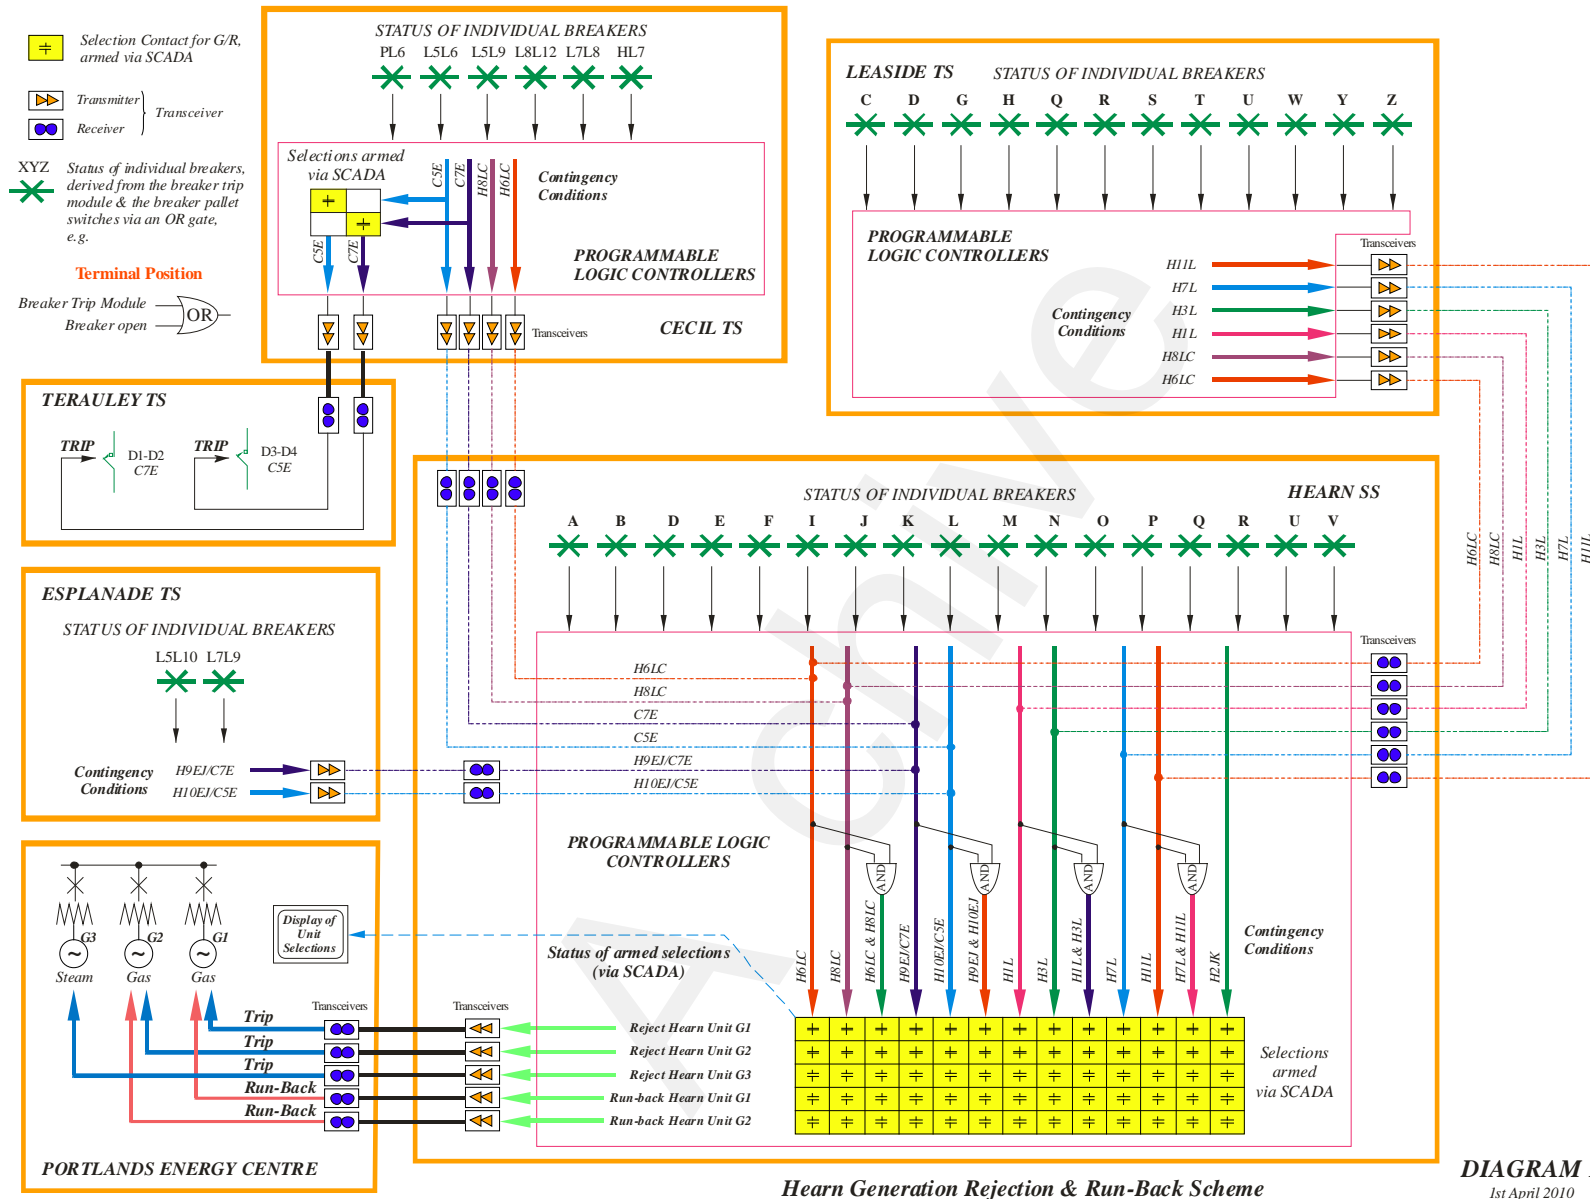 Selection Contact for G/R,
armed via SCADA
Transmitter
Receiver
Transceiver
XYZ
Status of individual breakers,
derived from the breaker trip
module & the breaker pallet
switches via an OR gate,
e.g.
Terminal Position
Breaker Trip Module
Breaker open
OR
STATUS OF INDIVIDUAL BREAKERS
PL6 L5L6 L5L9 L8L12 L7L8 HL7
Selections armed
via SCADA
C5E
C7E
H8LC
H6LC
Contingency
Conditions
C5E
C7E
PROGRAMMABLE
LOGIC CONTROLLERS
Transceivers
CECIL TS
LEASIDE TS
STATUS OF INDIVIDUAL BREAKERS
C D G H Q R S T U W Y Z
PROGRAMMABLE
LOGIC CONTROLLERS
Transceivers
Contingency
Conditions
H11L
H7L
H3L
H1L
H8LC
H6LC
TERAULEY TS
TRIP
D1-D2
C7E
TRIP
D3-D4
C5E
STATUS OF INDIVIDUAL BREAKERS
HEARN SS
A B D E F I J K L M N O P Q R U V
H6LC
H8LC
H1L
H3L
H7L
H11L
Transceivers
ESPLANADE TS
STATUS OF INDIVIDUAL BREAKERS
L5L10 L7L9
Contingency
Conditions
H9EJ/C7E
H10EJ/C5E
H6LC
H8LC
C7E
C5E
H9EJ/C7E
H10EJ/C5E
PROGRAMMABLE LOGIC
CONTROLLERS
AND
AND
AND
AND
H6LC
H8LC
H6LC & H8LC
H9EJ/C7E
H10EJ/C5E
H9EJ & H10EJ
H1L
H3L
H1L & H3L
H7L
H11L
H7L & H11L
H2JK
Contingency
Conditions
Status of armed selections
(via SCADA)
Display of
Unit
Selections
G3
G2
G1
Steam
Gas
Gas
Transceivers
Transceivers
Trip
Trip
Trip
Run-Back
Run-Back
Reject Hearn Unit G1
Reject Hearn Unit G2
Reject Hearn Unit G3
Run-back Hearn Unit G1
Run-back Hearn Unit G2
Selections
armed
via SCADA
PORTLANDS ENERGY CENTRE
Hearn Generation Rejection & Run-Back Scheme
DIAGRAM
1st April 2010
A chive